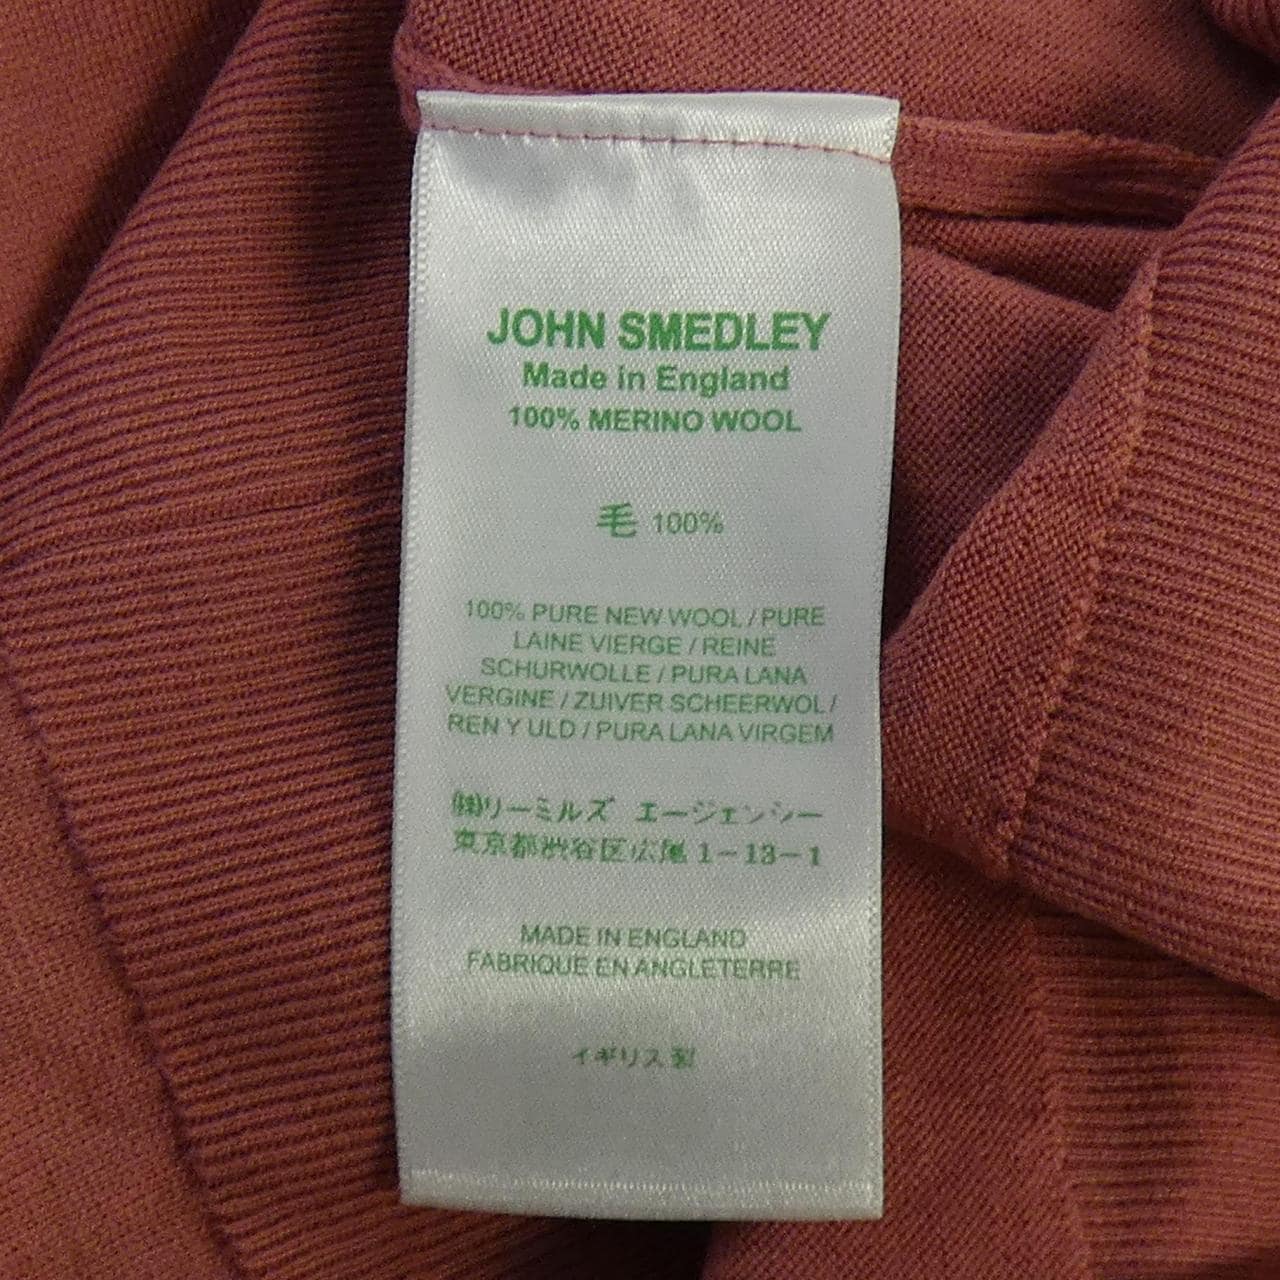 JOHN SMEDLEY
Made in England
100% MERINO WOOL
毛 100%
100% PURE NEW WOOL / PURE
LAINE VIERGE / REINE
SCHURWOLLE / PURA LANA
VERGINE / ZUIVER SCHEERWOL /
REN Y ULD / PURA LANA VIRGEM
㈱リーミルズ エージェンシー
東京都渋谷区広尾1-13-1
MADE IN ENGLAND
FABRIQUE EN ANGLETERRE
イギリス製